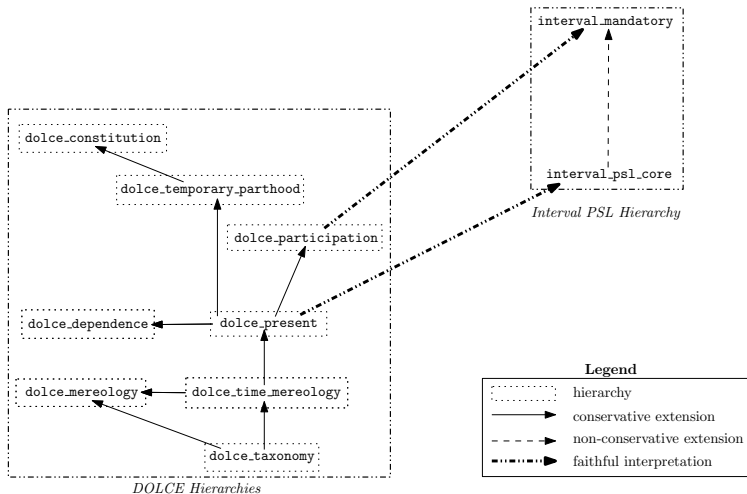 interval_mandatory
dolce_constitution
interval_psl_core
dolce_temporary_parthood
Interval PSL Hierarchy
dolce_participation
dolce_dependence
dolce_present
Legend
dolce_mereology
dolce_time_mereology
hierarchy
conservative extension
non-conservative extension
dolce_taxonomy
faithful interpretation
DOLCE Hierarchies